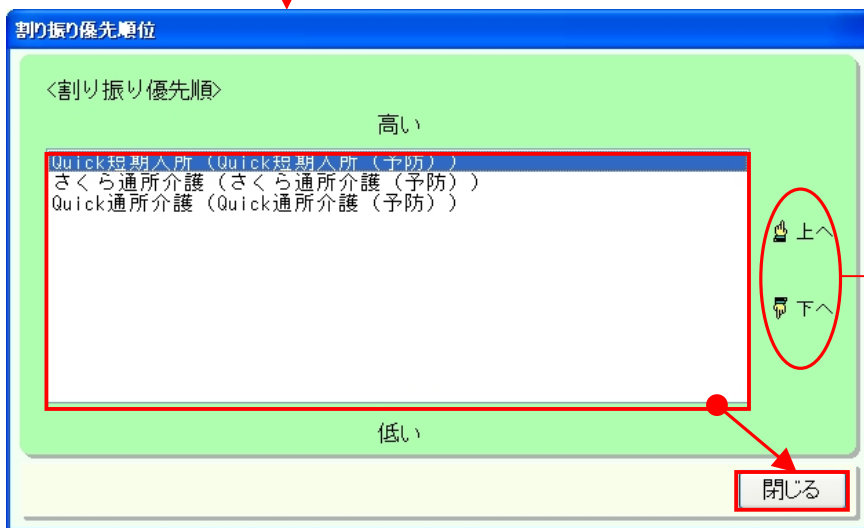 割り振り優先順位
<割り振り優先順>
高い
Quick短期入所（Quick短期入所（予防））
さくら通所介護（さくら通所介護（予防））
Quick通所介護（Quick通所介護（予防））
上へ
下へ
低い
閉じる